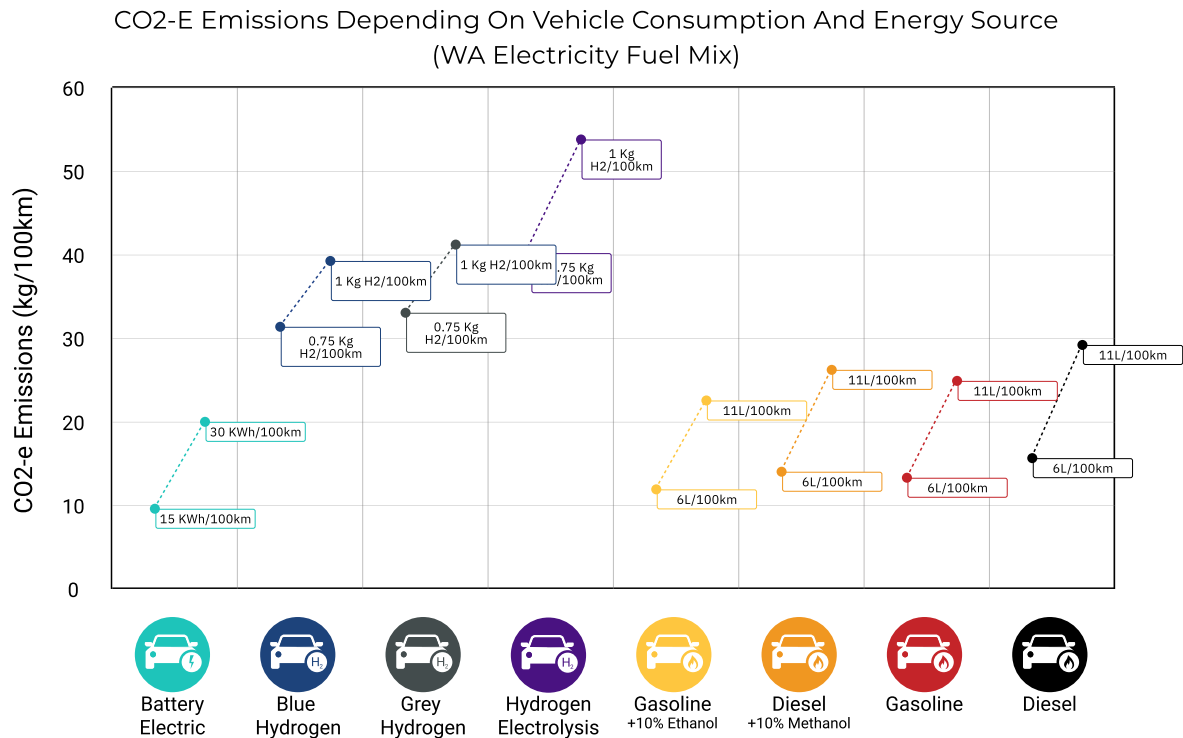 CO2-E Emissions Depending On Vehicle Consumption And Energy Source
(WA Electricity Fuel Mix)
CO2-e Emissions (kg/100km)
60
50
40
30
20
10
0
1 Kg
H2/100km
.75 Kg
/100km
1 Kg H2/100km
1 Kg H2/100km
0.75 Kg
H2/100km
0.75 Kg
H2/100km
30 KWh/100km
15 KWh/100km
11L/100km
6L/100km
11L/100km
6L/100km
11L/100km
6L/100km
11L/100km
6L/100km
H2
H2
H2
Battery
Electric
Blue
Hydrogen
Grey
Hydrogen
Hydrogen
Electrolysis
Gasoline
+10% Ethanol
Diesel
+10% Methanol
Gasoline
Diesel